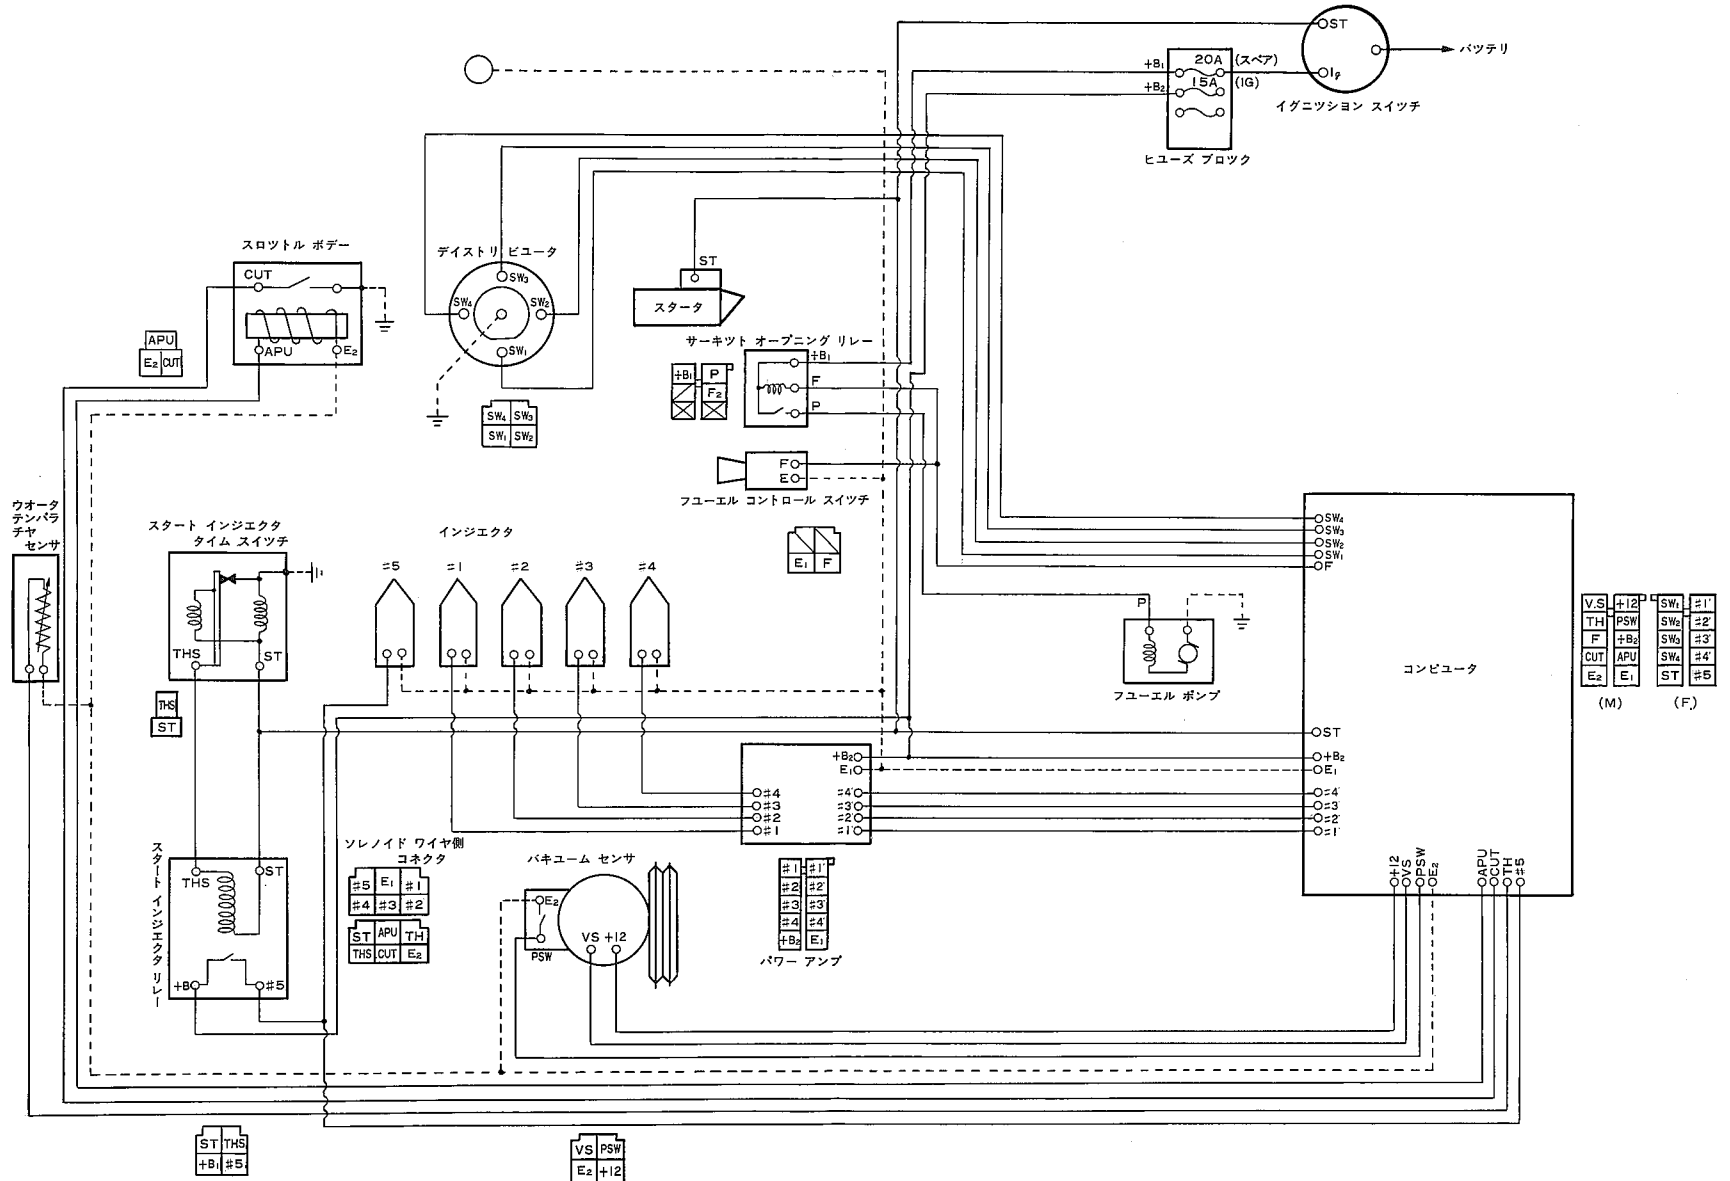 ST
バツテリ
Ig
イグニツシヨン スイツチ
+B₁
20A
(スペア)
+B₂
15A
(IG)
ヒユーズ ブロツク
スロツトル ボデー
CUT
APU
E₂
APU
E₂ CUT
デイストリ ビユータ
SW₃
SW₄
SW₂
SW₁
SW₄ SW₃
SW₁ SW₂
ST
スタータ
サーキツト オープニング リレー
+B₁
F
P
+B₁ P
F₂
F
E
フユーエル コントロール スイツチ
E₁ F
ウオータ
テンパラ
チヤ
センサ
スタート インジエクタ
タイム スイツチ
THS
ST
THS
ST
インジエクタ
#5
#1
#2
#3
#4
P
フユーエル ポンプ
SW₄
SW₃
SW₂
SW₁
F
コンピユータ
ST
+B₂
E₁
#4'
#3'
#2'
#1'
+12
VS
PSW
E₂
APU
CUT
TH
#5
V.S +12
TH PSW
F +B₂
CUT APU
E₂ E₁
(M)
SW₁ #1'
SW₂ #2'
SW₃ #3'
SW₄ #4'
ST #5
(F)
+B₂
E₁
#4 #4'
#3 #3'
#2 #2'
#1 #1'
#1 #1'
#2 #2'
#3 #3'
#4 #4'
+B₂ E₁
パワー アンプ
スタート インジエクタ リレー
THS
ST
+B
#5
ソレノイド ワイヤ側
コネクタ
#5 E₁ #1
#4 #3 #2
ST APU TH
THS CUT E₂
バキユーム センサ
E₂
PSW
VS +12
ST THS
+B₁ #5
VS PSW
E₂ +12